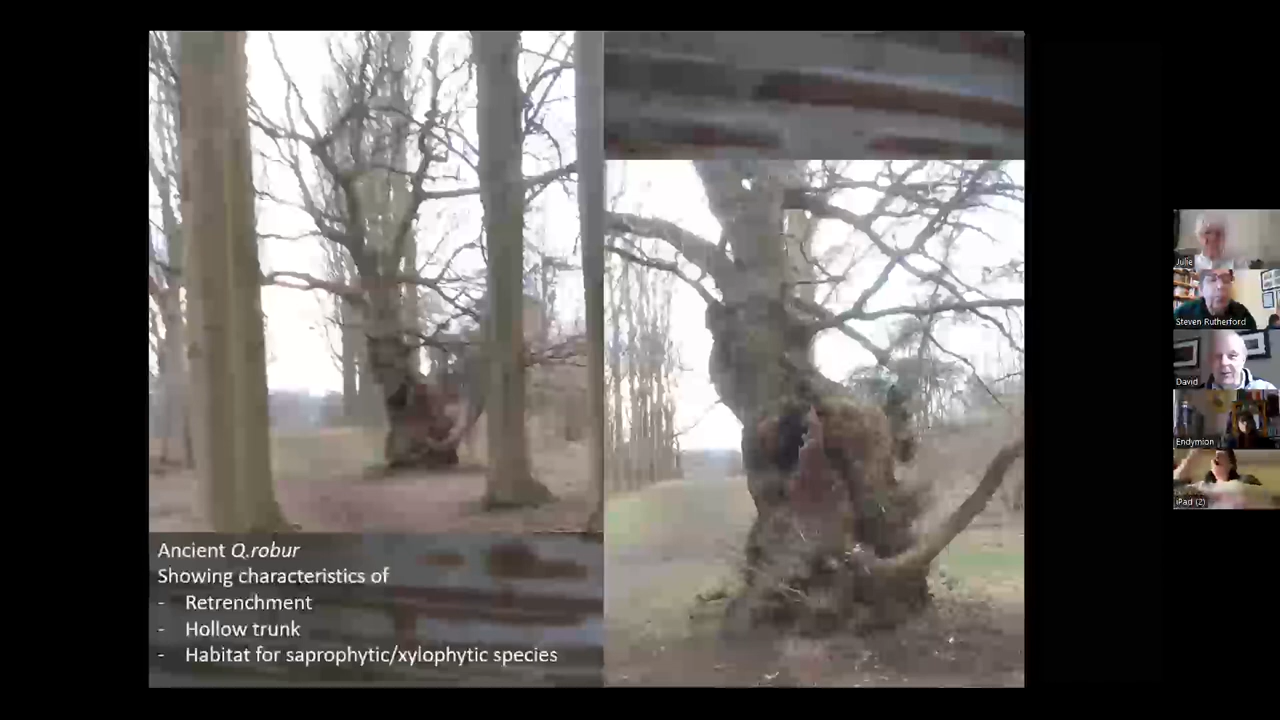 Ancient Q.robur
Showing characteristics of
- Retrenchment
- Hollow trunk
- Habitat for saprophytic/xylophytic species
Julie
Steven Rutherford
David
Endymion
iPad (2)